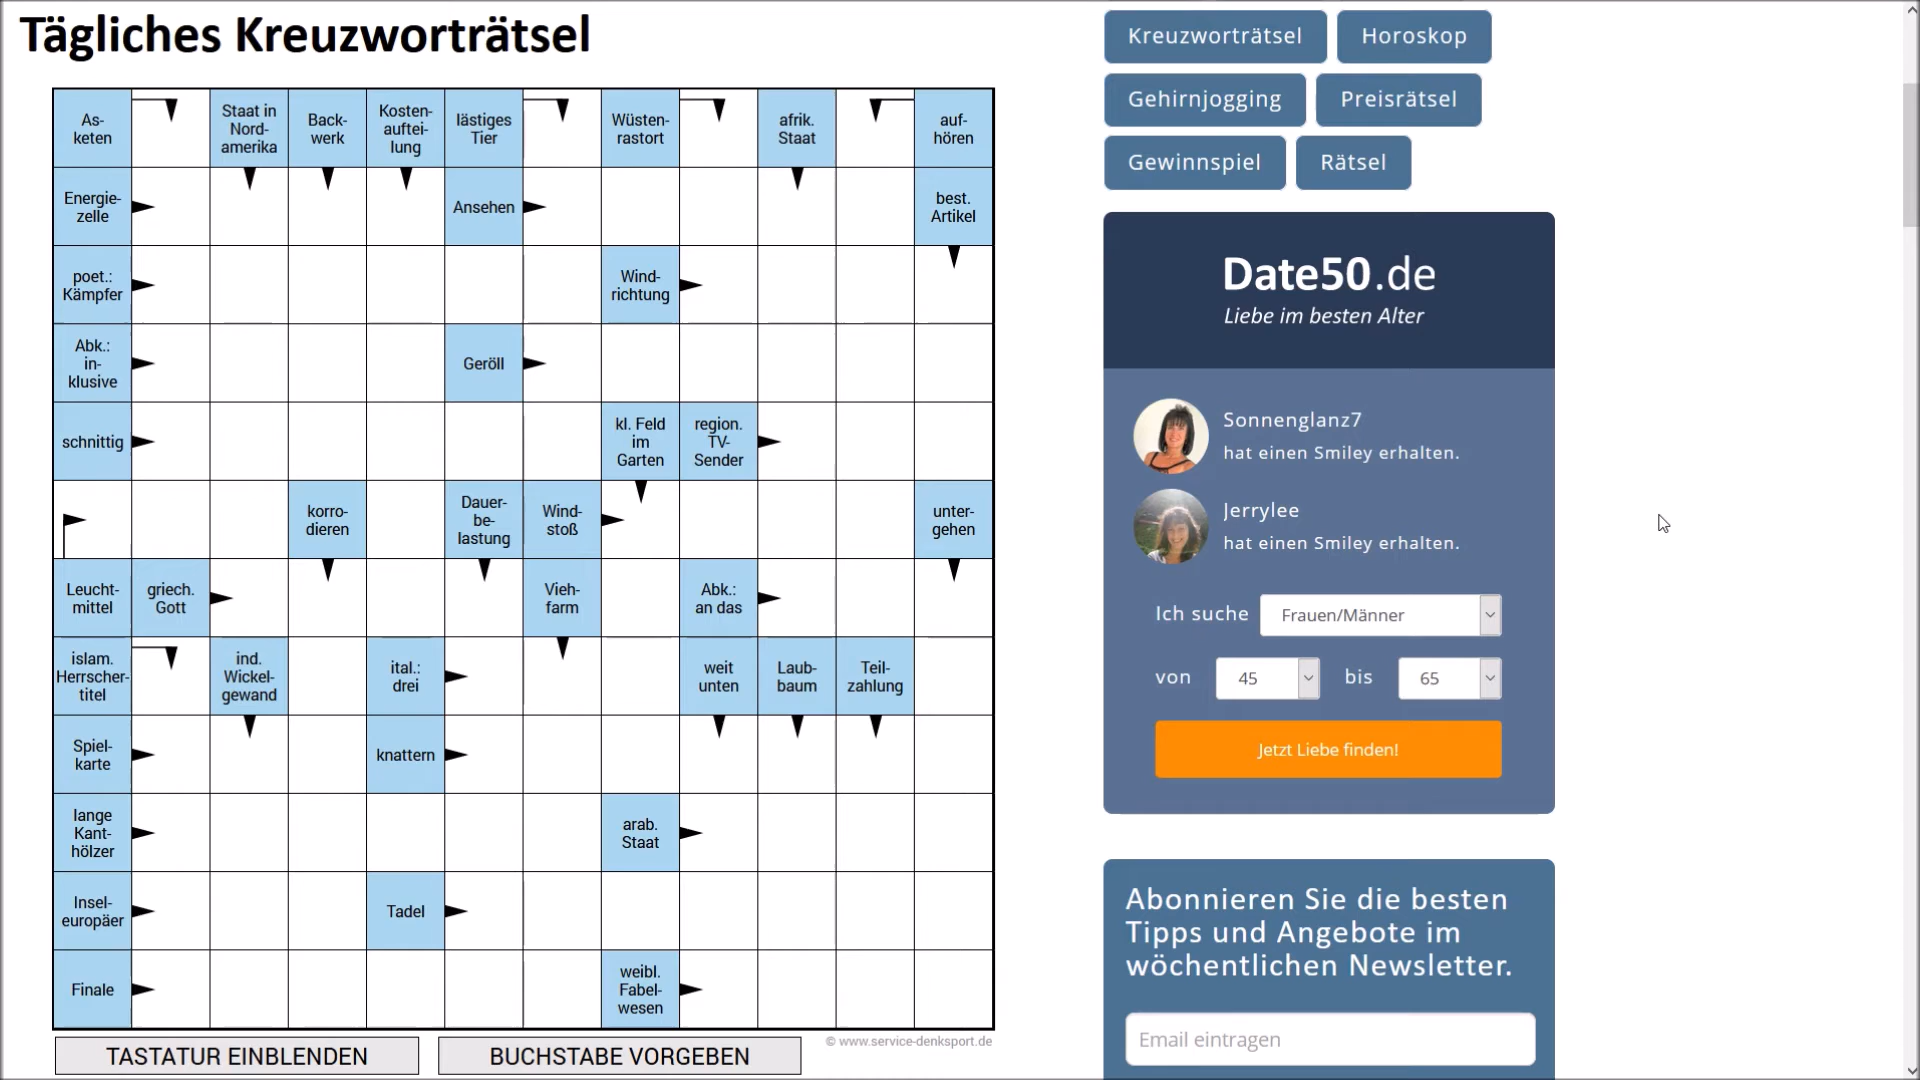 Tägliches Kreuzworträtsel
As-
keten
Staat in
Nord-
amerika
Back-
werk
Kosten-
auftei-
lung
lästiges
Tier
Wüsten-
rastort
afrik.
Staat
auf-
hören
Energie-
zelle
Ansehen
best.
Artikel
poet.:
Kämpfer
Wind-
richtung
Abk.:
in-
klusive
Geröll
schnittig
kl. Feld
im
Garten
region.
TV-
Sender
korro-
dieren
Dauer-
be-
lastung
Wind-
stoß
unter-
gehen
Leucht-
mittel
griech.
Gott
Vieh-
farm
Abk.:
an das
islam.
Herrscher-
titel
ind.
Wickel-
gewand
ital.:
drei
weit
unten
Laub-
baum
Teil-
zahlung
Spiel-
karte
knattern
lange
Kant-
hölzer
arab.
Staat
Insel-
europäer
Tadel
Finale
weibl.
Fabel-
wesen
TASTATUR EINBLENDEN
BUCHSTABE VORGEBEN
© www.service-denksport.de
Kreuzworträtsel
Horoskop
Gehirnjogging
Preisrätsel
Gewinnspiel
Rätsel
Date50.de
Liebe im besten Alter
Sonnenglanz7
hat einen Smiley erhalten.
Jerrylee
hat einen Smiley erhalten.
Ich suche Frauen/Männer
von 45 bis 65
Jetzt Liebe finden!
Abonnieren Sie die besten
Tipps und Angebote im
wöchentlichen Newsletter.
Email eintragen